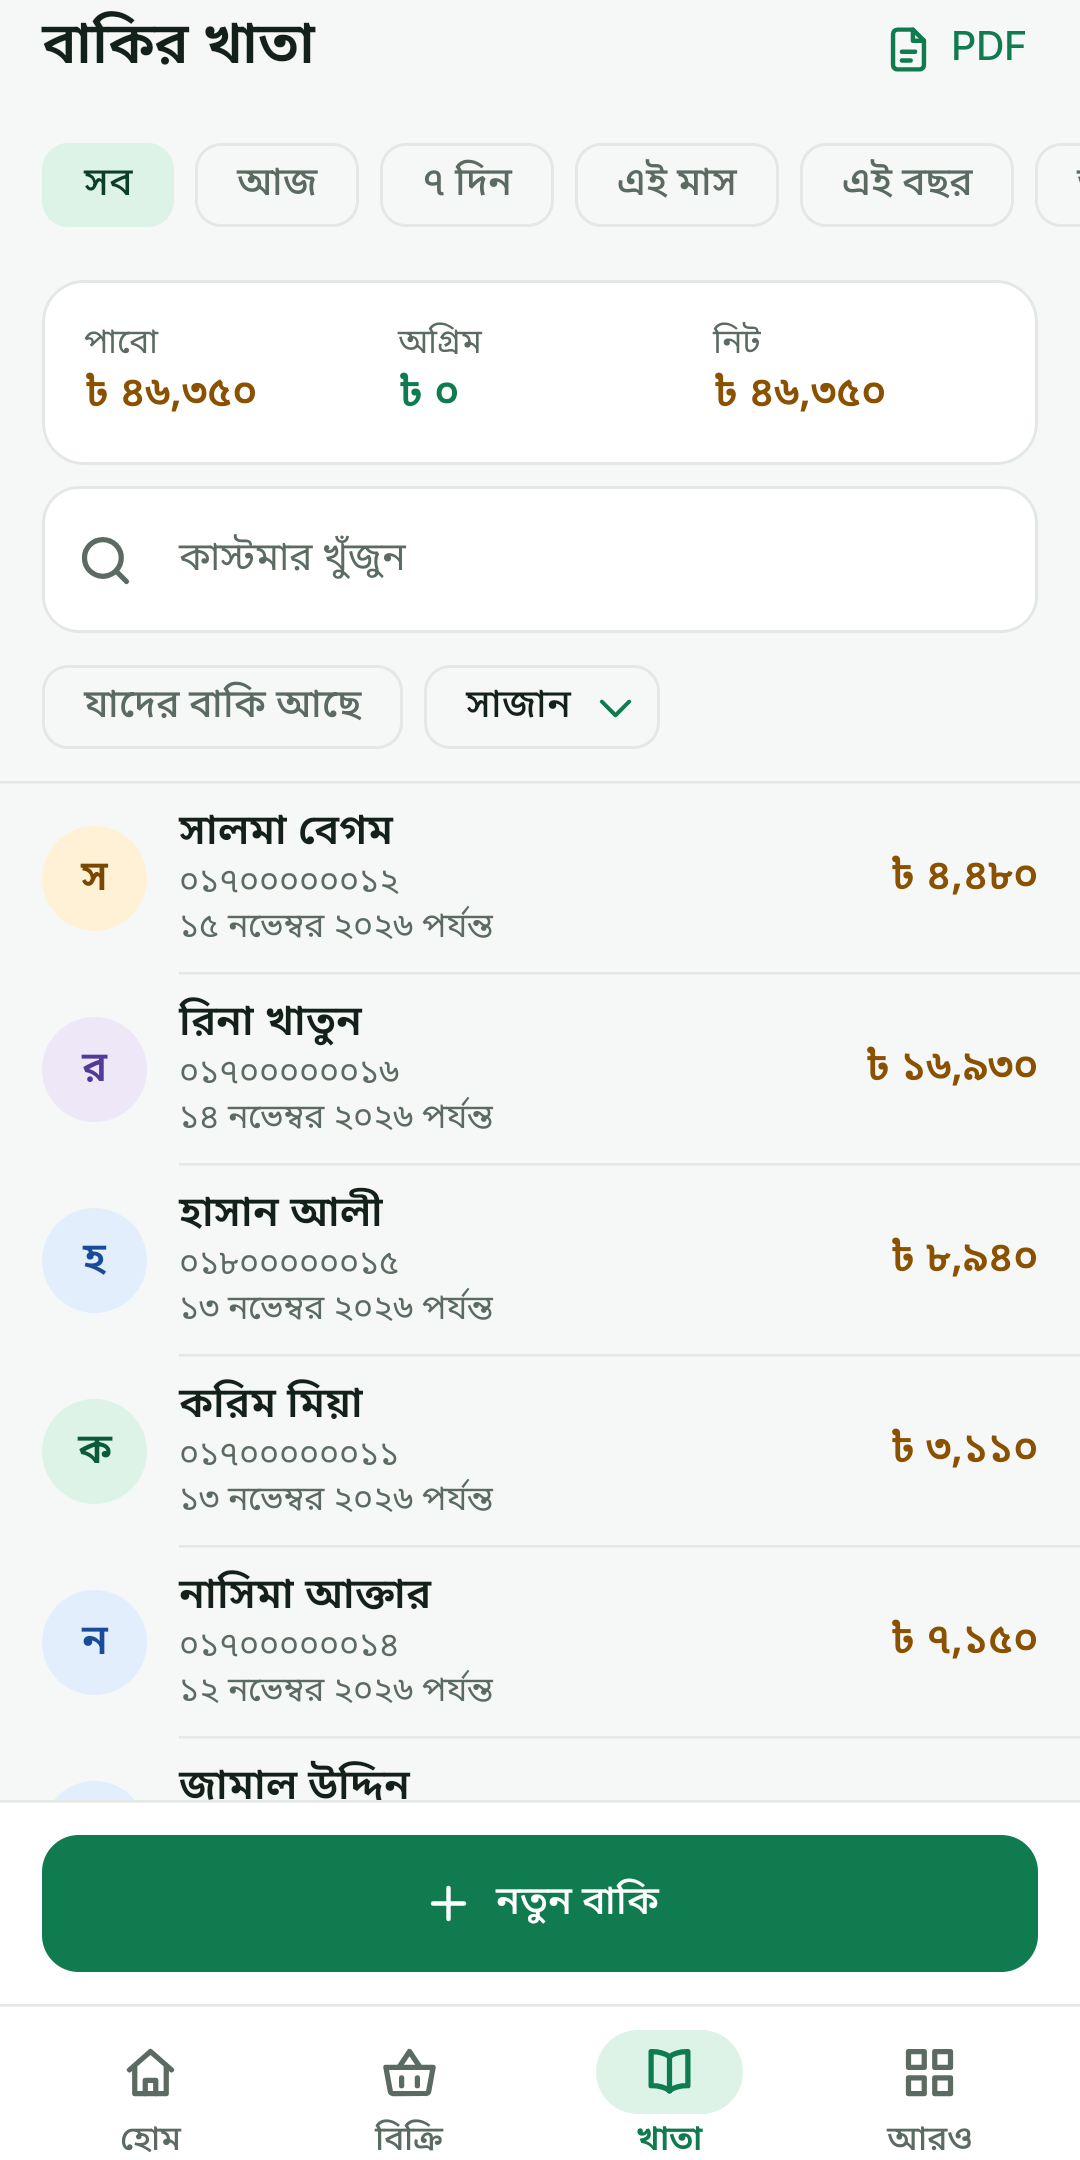 বাকির খাতা
PDF
সব
আজ
৭ দিন
এই মাস
এই বছর
পাবো
অগ্রিম
নিট
৳ ৪৬,৩৫০
৳ ০
৳ ৪৬,৩৫০
কাস্টমার খুঁজুন
যাদের বাকি আছে
সাজান
স
সালমা বেগম
০১৭০০০০০০১২
১৫ নভেম্বর ২০২৬ পর্যন্ত
৳ ৪,৪৮০
র
রিনা খাতুন
০১৭০০০০০০১৬
১৪ নভেম্বর ২০২৬ পর্যন্ত
৳ ১৬,৯৩০
হ
হাসান আলী
০১৮০০০০০০১৫
১৩ নভেম্বর ২০২৬ পর্যন্ত
৳ ৮,৯৪০
ক
করিম মিয়া
০১৭০০০০০০১১
১৩ নভেম্বর ২০২৬ পর্যন্ত
৳ ৩,১১০
ন
নাসিমা আক্তার
০১৭০০০০০০১৪
১২ নভেম্বর ২০২৬ পর্যন্ত
৳ ৭,১৫০
জামাল উদ্দিন
নতুন বাকি
হোম
বিক্রি
খাতা
আরও